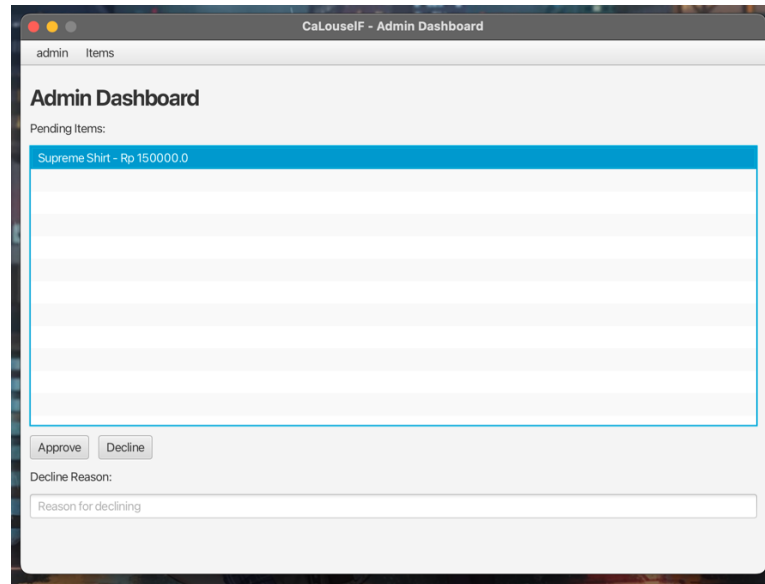 CaLouselF - Admin Dashboard
admin Items
Admin Dashboard
Pending Items:
Supreme Shirt - Rp 150000.0
Approve Decline
Decline Reason:
Reason for declining